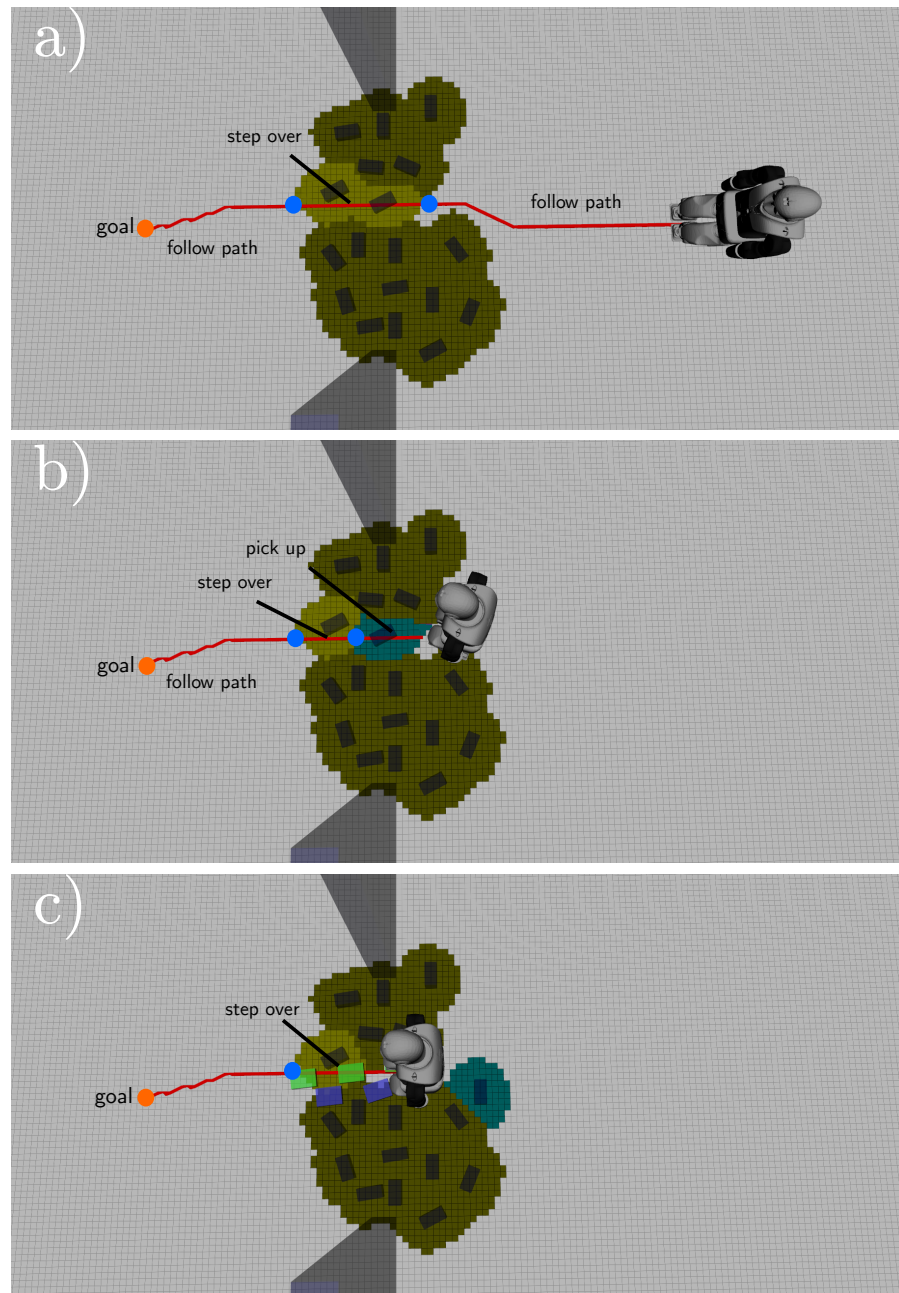 a)
step over
follow path
goal
follow path
b)
pick up
step over
goal
follow path
c)
step over
goal